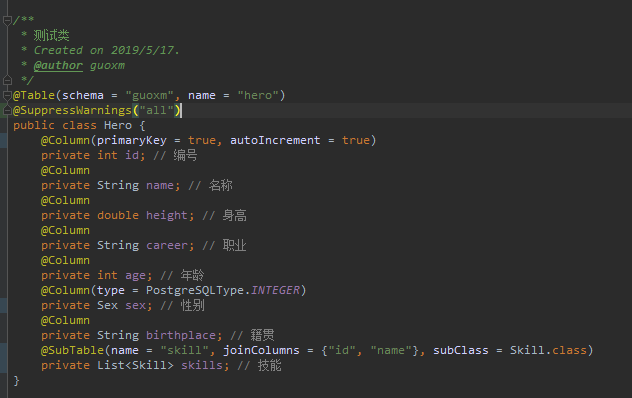 /**
 * 测试类
 * Created on 2019/5/17.
 * @author guoxm
 */
@Table(schema = "guoxm", name = "hero")
@SuppressWarnings("all")
public class Hero {
    @Column(primaryKey = true, autoIncrement = true)
    private int id; // 编号
    @Column
    private String name; // 名称
    @Column
    private double height; // 身高
    @Column
    private String career; // 职业
    @Column
    private int age; // 年龄
    @Column(type = PostgreSQLType.INTEGER)
    private Sex sex; // 性别
    @Column
    private String birthplace; // 籍贯
    @SubTable(name = "skill", joinColumns = {"id", "name"}, subClass = Skill.class)
    private List<Skill> skills; // 技能
}